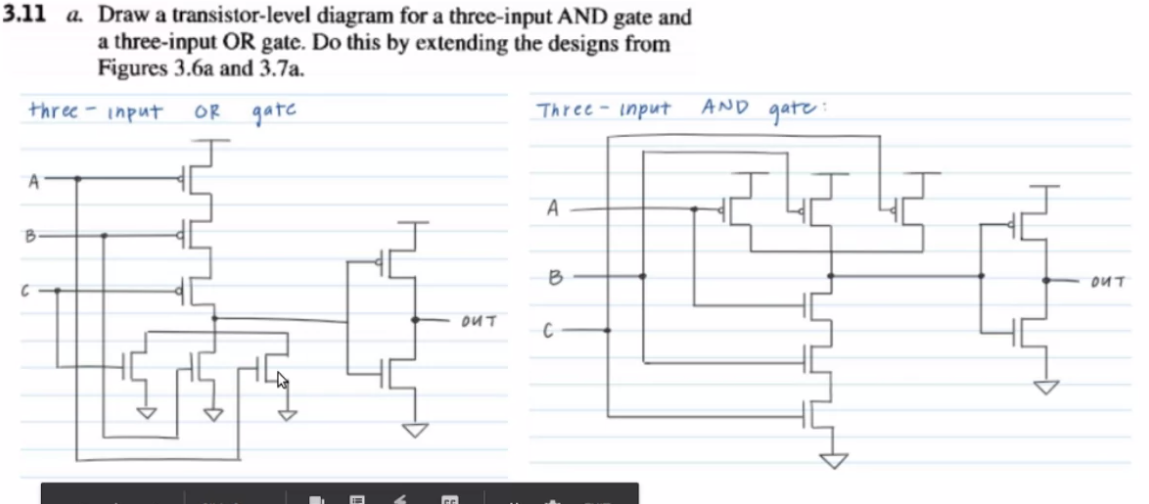 3.11 a. Draw a transistor-level diagram for a three-input AND gate and
a three-input OR gate. Do this by extending the designs from
Figures 3.6a and 3.7a.
three-input OR gate
Three-input AND gate:
A
B
C
OUT
A
B
C
OUT